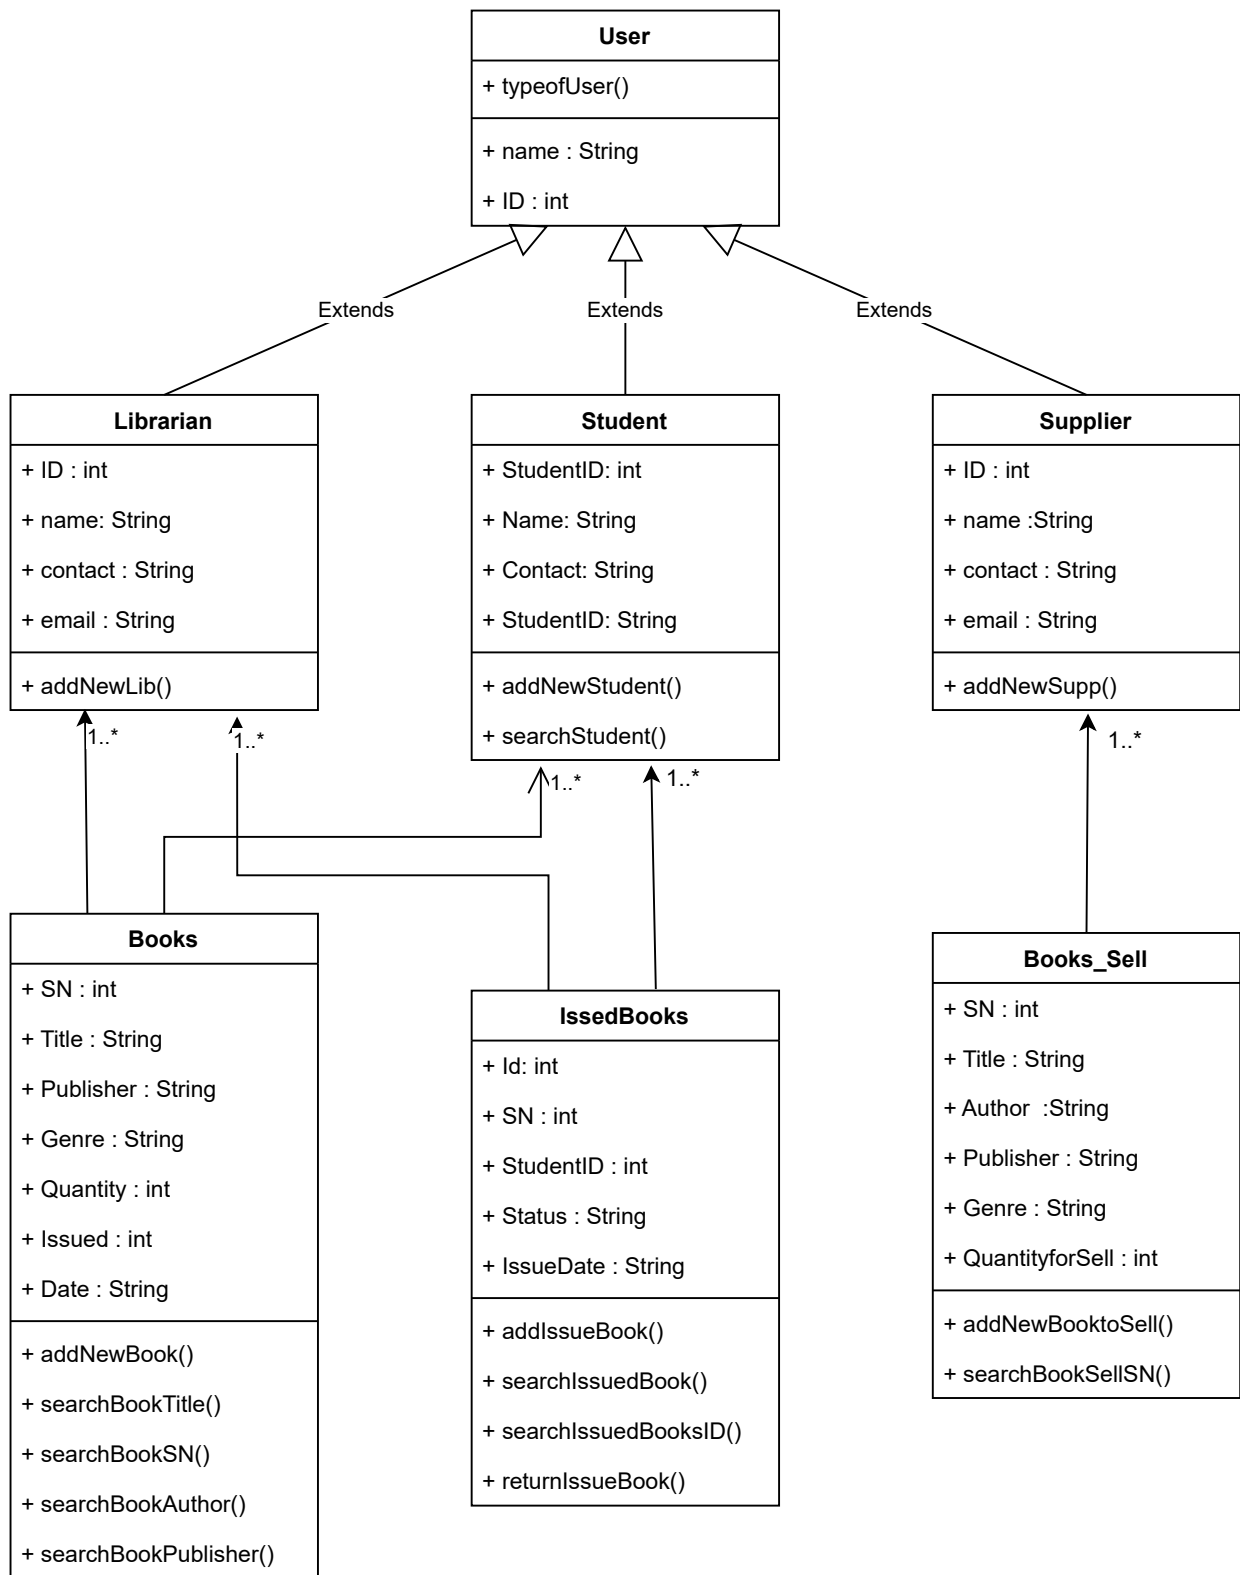 User
+ typeofUser()
+ name : String
+ ID : int
Extends
Extends
Extends
Librarian
+ ID : int
+ name: String
+ contact : String
+ email : String
+ addNewLib()
Student
+ StudentID: int
+ Name: String
+ Contact: String
+ StudentID: String
+ addNewStudent()
+ searchStudent()
Supplier
+ ID : int
+ name :String
+ contact : String
+ email : String
+ addNewSupp()
1..*
1..*
1..*
1..*
1..*
Books
+ SN : int
+ Title : String
+ Publisher : String
+ Genre : String
+ Quantity : int
+ Issued : int
+ Date : String
+ addNewBook()
+ searchBookTitle()
+ searchBookSN()
+ searchBookAuthor()
+ searchBookPublisher()
IssedBooks
+ Id: int
+ SN : int
+ StudentID : int
+ Status : String
+ IssueDate : String
+ addIssueBook()
+ searchIssuedBook()
+ searchIssuedBooksID()
+ returnIssueBook()
Books_Sell
+ SN : int
+ Title : String
+ Author  :String
+ Publisher : String
+ Genre : String
+ QuantityforSell : int
+ addNewBooktoSell()
+ searchBookSellSN()